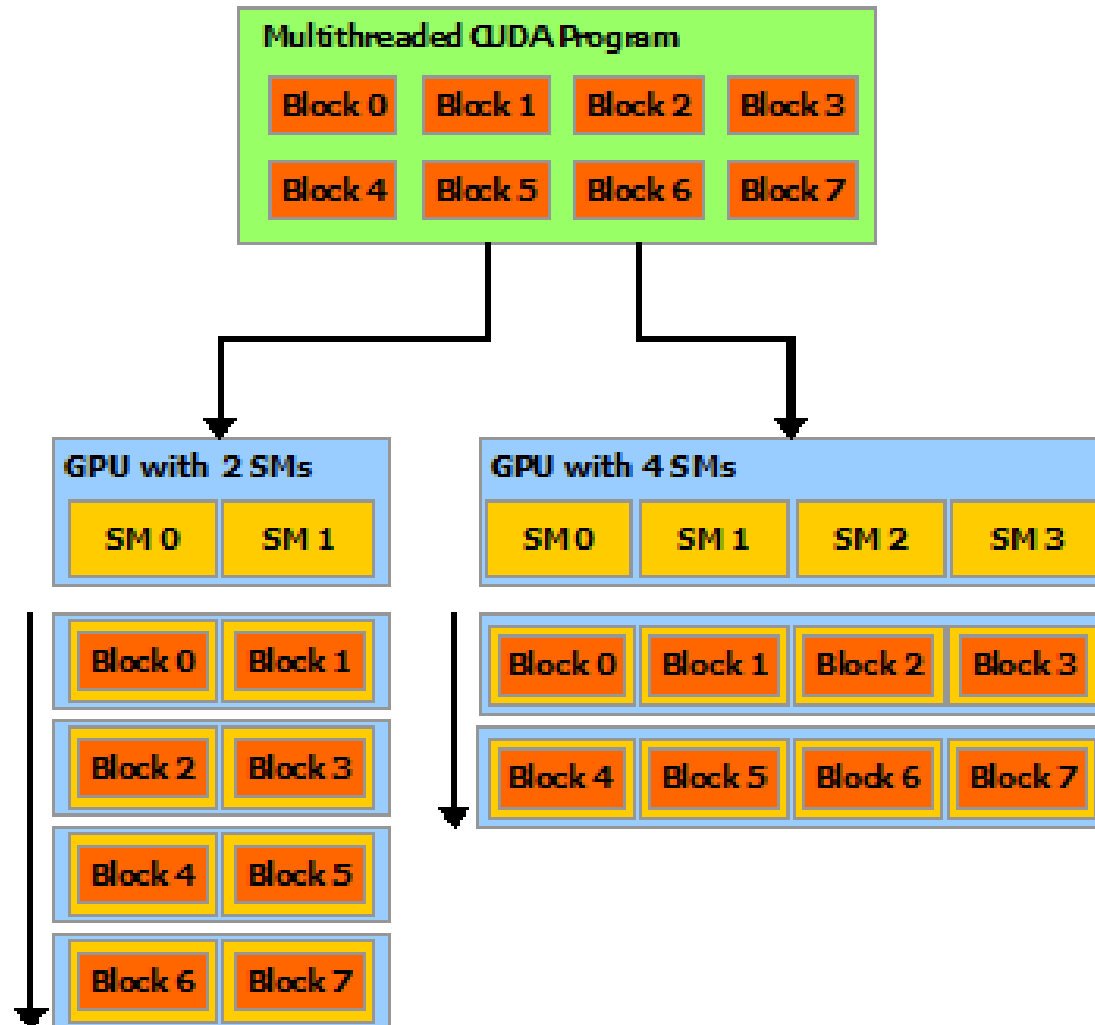 Multithreaded CUDA Program
Block 0 Block 1 Block 2 Block 3
Block 4 Block 5 Block 6 Block 7
GPU with 2 SMs
SM 0 SM 1
Block 0 Block 1
Block 2 Block 3
Block 4 Block 5
Block 6 Block 7
GPU with 4 SMs
SM 0 SM 1 SM 2 SM 3
Block 0 Block 1 Block 2 Block 3
Block 4 Block 5 Block 6 Block 7